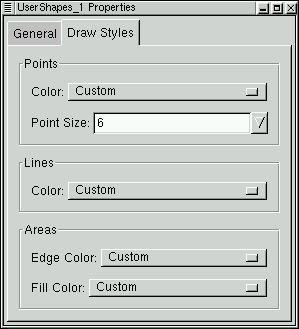 UserShapes_1 Properties
General Draw Styles
Points
Color: Custom
Point Size: 6
Lines
Color: Custom
Areas
Edge Color: Custom
Fill Color: Custom